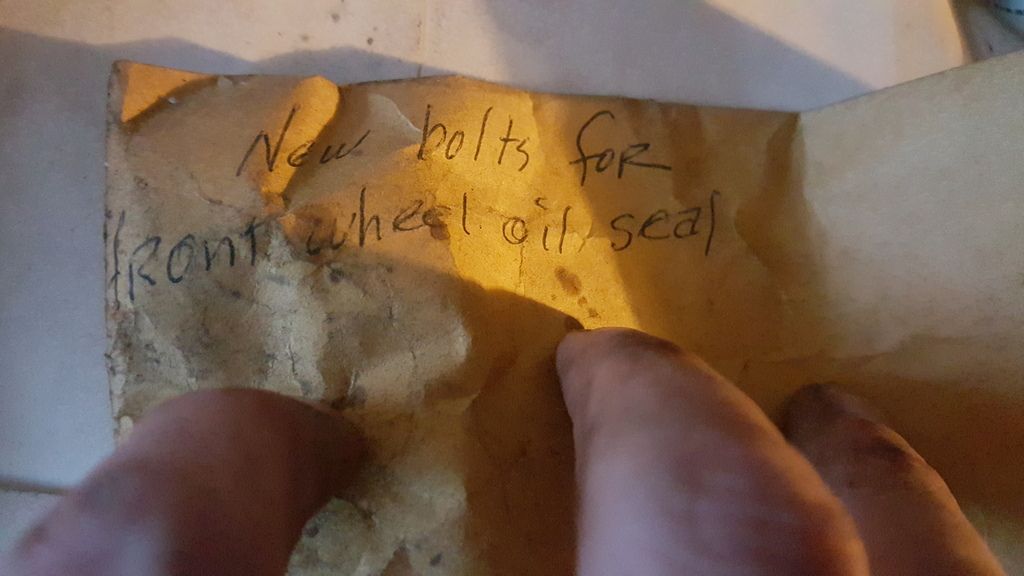 New bolts for
front wheel oil seal